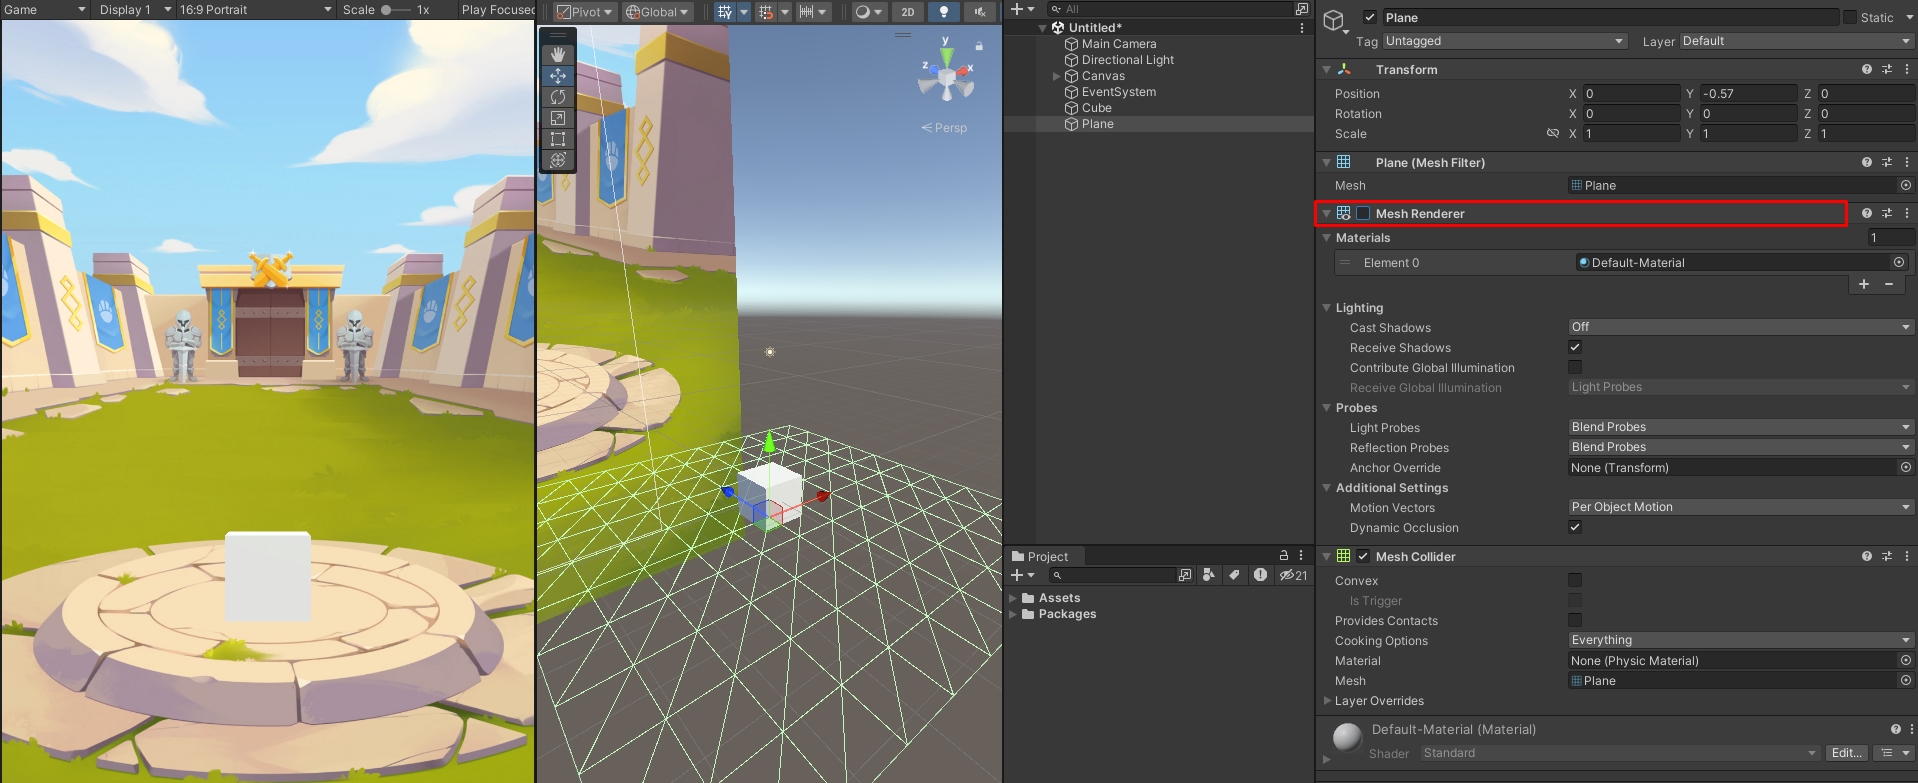 Game
Display 1
16:9 Portrait
Scale
1x
Play Focused
Pivot
Global
2D
y
z
x
Persp
All
Untitled*
Main Camera
Directional Light
Canvas
EventSystem
Cube
Plane
Project
21
Assets
Packages
Plane
Static
Tag
Untagged
Layer
Default
Transform
Position
X 0
Y -0.57
Z 0
Rotation
X 0
Y 0
Z 0
Scale
X 1
Y 1
Z 1
Plane (Mesh Filter)
Mesh
Plane
Mesh Renderer
Materials
1
Element 0
Default-Material
Lighting
Cast Shadows
Off
Receive Shadows
Contribute Global Illumination
Receive Global Illumination
Light Probes
Probes
Light Probes
Blend Probes
Reflection Probes
Blend Probes
Anchor Override
None (Transform)
Additional Settings
Motion Vectors
Per Object Motion
Dynamic Occlusion
Mesh Collider
Convex
Is Trigger
Provides Contacts
Cooking Options
Everything
Material
None (Physic Material)
Mesh
Plane
Layer Overrides
Default-Material (Material)
Shader
Standard
Edit...